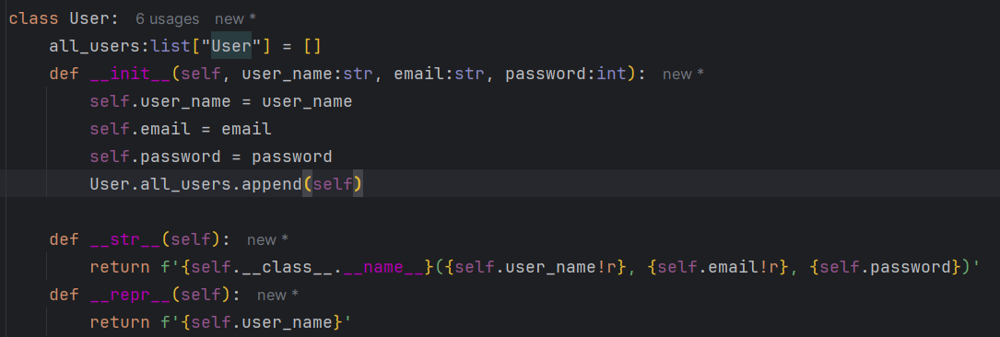 class User: 6 usages new *
    all_users:list["User"] = []
    def __init__(self, user_name:str, email:str, password:int): new *
        self.user_name = user_name
        self.email = email
        self.password = password
        User.all_users.append(self)
    def __str__(self): new *
        return f'{self.__class__.__name__}({self.user_name!r}, {self.email!r}, {self.password})'
    def __repr__(self): new *
        return f'{self.user_name}'